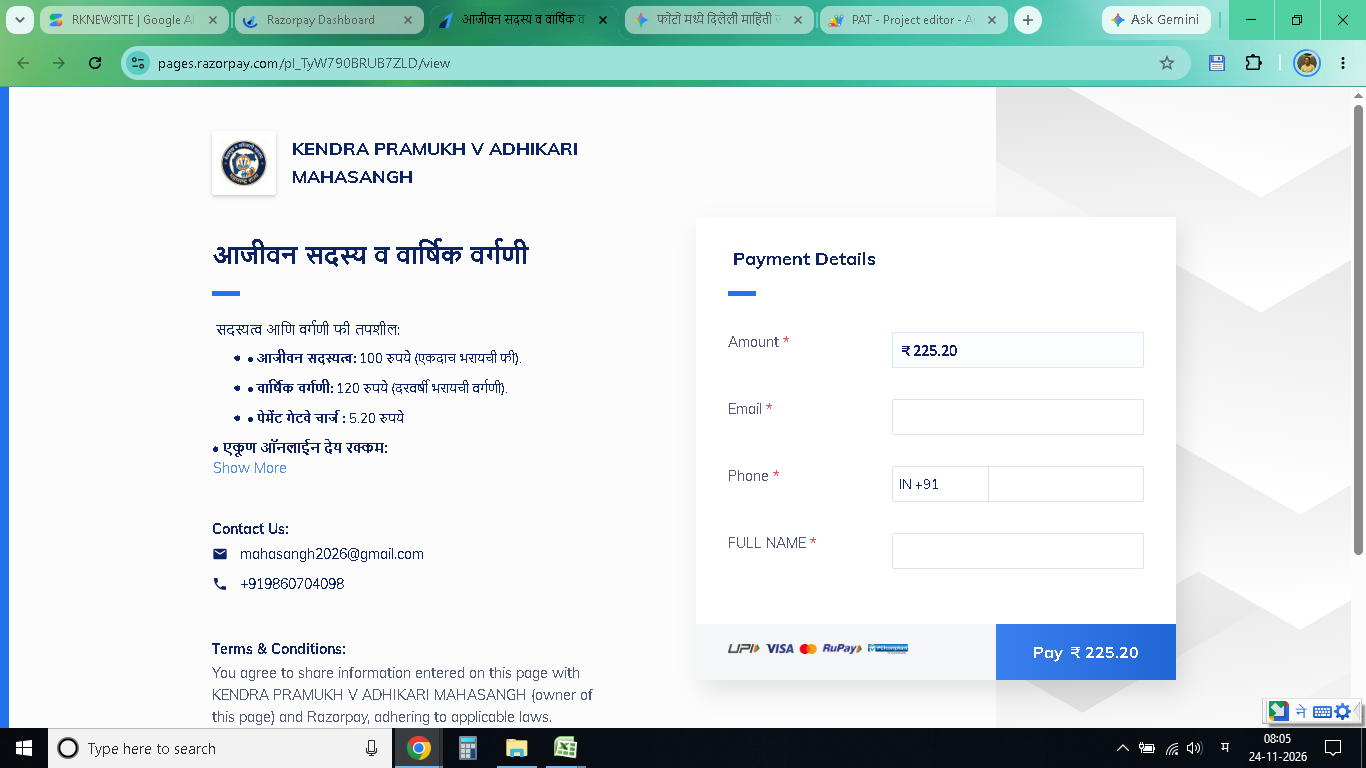 RKNEWSITE | Google A
Razorpay Dashboard
आजीवन सदस्य व वार्षिक व
फोटो मध्ये दिलेली माहिती
PAT - Project editor - A
Ask Gemini
pages.razorpay.com/pl_TyW790BRUB7ZLD/view
KENDRA PRAMUKH V ADHIKARI
MAHASANGH
आजीवन सदस्य व वार्षिक वर्गणी
सदस्यत्व आणि वर्गणी फी तपशील:
• • आजीवन सदस्यत्व: 100 रुपये (एकदाच भरायची फी).
• • वार्षिक वर्गणी: 120 रुपये (दरवर्षी भरायची वर्गणी).
• • पेमेंट गेटवे चार्ज : 5.20 रुपये
• एकूण ऑनलाईन देय रक्कम:
Show More
Contact Us:
mahasangh2026@gmail.com
+919860704098
Terms & Conditions:
You agree to share information entered on this page with
KENDRA PRAMUKH V ADHIKARI MAHASANGH (owner of
this page) and Razorpay, adhering to applicable laws.
Payment Details
Amount *
₹ 225.20
Email *
Phone *
IN +91
FULL NAME *
UPI VISA RuPay
Pay ₹ 225.20
ने
Type here to search
म
08:05
24-11-2026